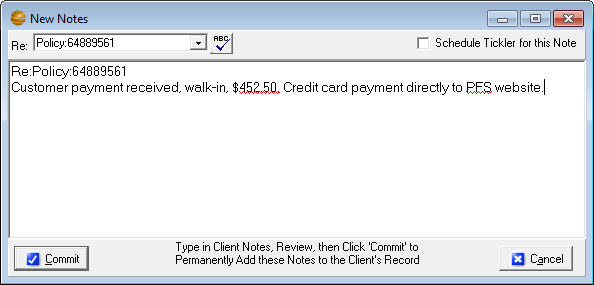 New Notes
Re: Policy:64889561 ABC Schedule Tickler for this Note
Re:Policy:64889561
Customer payment received, walk-in, $452.50. Credit card payment directly to PFS website.
Commit
Type in Client Notes, Review, then Click 'Commit' to
Permanently Add these Notes to the Client's Record
Cancel